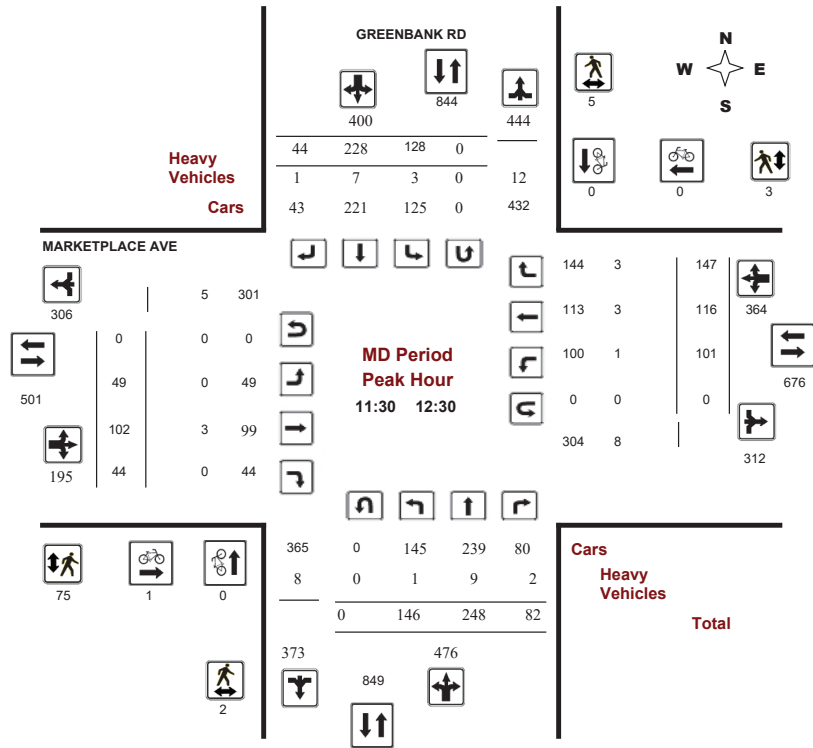 GREENBANK RD
N
W E
S
844
5
400
444
44 228 128 0
Heavy
Vehicles
1 7 3 0 12
0 0 3
Cars
43 221 125 0 432
MARKETPLACE AVE
306
5 301
144 3 147
364
0 0 0
113 3 116
501
MD Period
Peak Hour
11:30 12:30
49 0 49
100 1 101
676
102 3 99
0 0 0
195
44 0 44
304 8
312
365 0 145 239 80
Cars
8 0 1 9 2
Heavy
Vehicles
75 1 0
0 146 248 82
Total
373 476
849
2